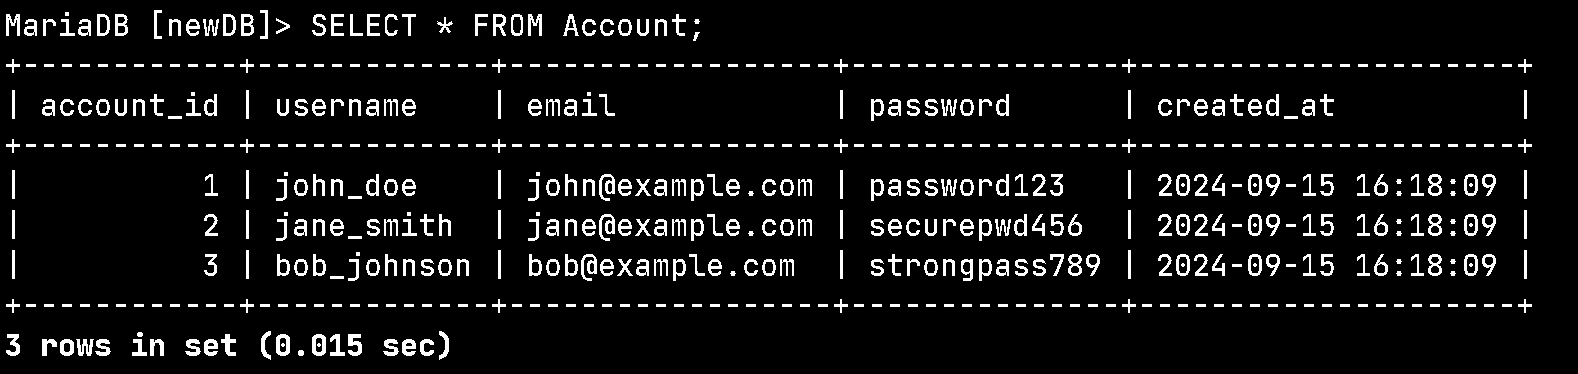 MariaDB [newDB]> SELECT * FROM Account;
+------------+-------------+------------------+---------------+---------------------+
| account_id | username    | email            | password      | created_at          |
+------------+-------------+------------------+---------------+---------------------+
|          1 | john_doe    | john@example.com | password123   | 2024-09-15 16:18:09 |
|          2 | jane_smith  | jane@example.com | securepwd456  | 2024-09-15 16:18:09 |
|          3 | bob_johnson | bob@example.com  | strongpass789 | 2024-09-15 16:18:09 |
+------------+-------------+------------------+---------------+---------------------+
3 rows in set (0.015 sec)